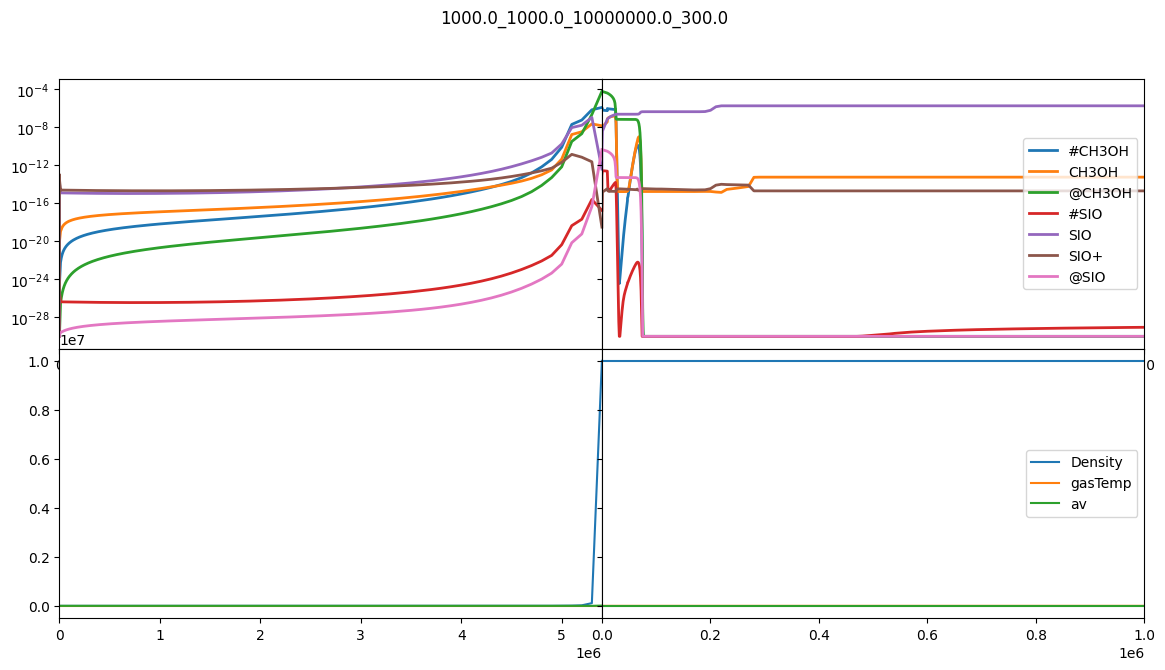 1000.0_1000.0_10000000.0_300.0
10⁻⁴
10⁻⁸
10⁻¹²
10⁻¹⁶
10⁻²⁰
10⁻²⁴
10⁻²⁸
#CH3OH
CH3OH
@CH3OH
#SIO
SIO
SIO+
@SIO
1e7
0
1.0
0.8
0.6
0.4
0.2
0.0
Density
gasTemp
av
0 1 2 3 4 5 0.0 0.2 0.4 0.6 0.8 1.0
1e6 1e6